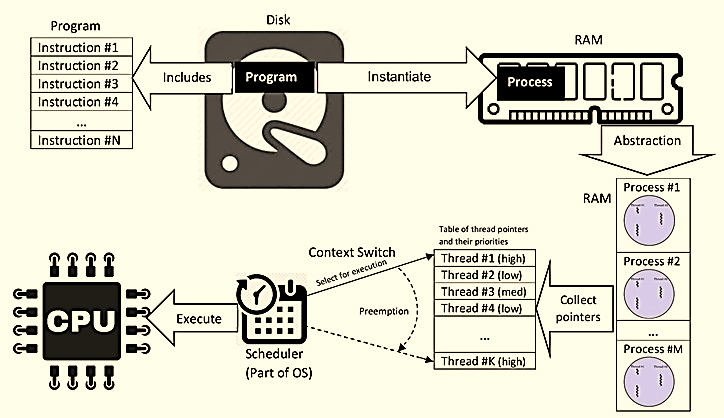 Program
Instruction #1
Instruction #2
Instruction #3
Instruction #4
...
Instruction #N
Includes
Disk
Program
Instantiate
RAM
Process
Abstraction
RAM
Process #1
Process #2
...
Process #M
Collect
pointers
Table of thread pointers
and their priorities
Thread #1 (high)
Thread #2 (low)
Thread #3 (med)
Thread #4 (low)
...
Thread #K (high)
Context Switch
Select for execution
Preemption
Scheduler
(Part of OS)
Execute
CPU